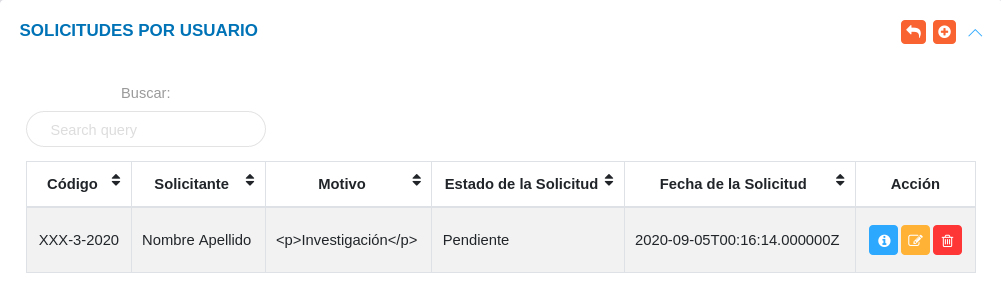 SOLICITUDES POR USUARIO
Buscar:
Search query
Código Solicitante Motivo Estado de la Solicitud Fecha de la Solicitud Acción
XXX-3-2020 Nombre Apellido <p>Investigación</p> Pendiente 2020-09-05T00:16:14.000000Z